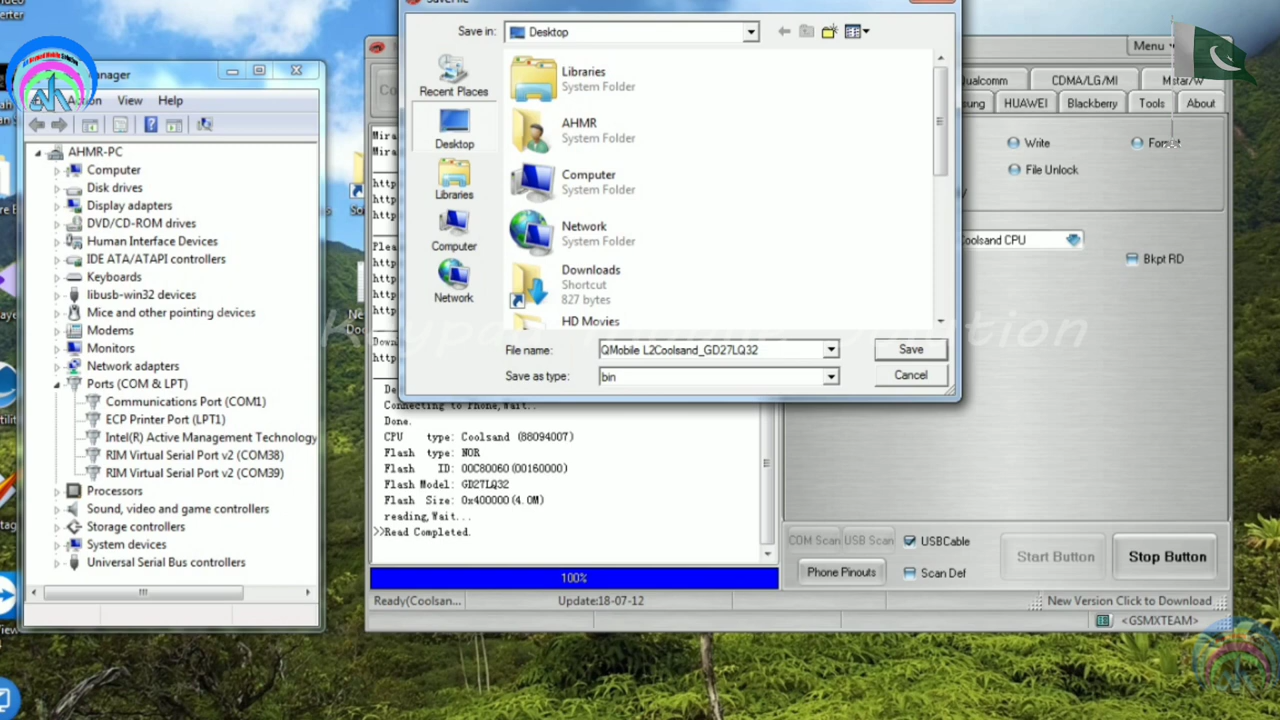 Save in:
Desktop
Recent Places
Desktop
Libraries
Computer
Network
Libraries
System Folder
AHMR
System Folder
Computer
System Folder
Network
System Folder
Downloads
Shortcut
827 bytes
HD Movies
File name:
QMobile L2Coolsand_GD27LQ32
Save
Save as type:
bin
Cancel
View
Help
AHMR-PC
Computer
Disk drives
Display adapters
DVD/CD-ROM drives
Human Interface Devices
IDE ATA/ATAPI controllers
Keyboards
libusb-win32 devices
Mice and other pointing devices
Modems
Monitors
Network adapters
Ports (COM & LPT)
Communications Port (COM1)
ECP Printer Port (LPT1)
Intel(R) Active Management Technology
RIM Virtual Serial Port v2 (COM38)
RIM Virtual Serial Port v2 (COM39)
Processors
Sound, video and game controllers
Storage controllers
System devices
Universal Serial Bus controllers
Menu
CDMA/LG/MI
HUAWEI
Blackberry
Tools
About
Write
Format
File Unlock
Coolsand CPU
Bkpt RD
Connecting to Phone,Wait..
Done.
CPU type: Coolsand (88094007)
Flash type: NOR
Flash ID: 00C80060(00160000)
Flash Model: GD27LQ32
Flash Size: 0x400000(4.0M)
reading,Wait...
>>Read Completed.
COM Scan
USB Scan
USBCable
Start Button
Stop Button
Phone Pinouts
Scan Def
100%
Ready(Coolsan...
Update:18-07-12
New Version Click to Download
<GSMXTEAM>